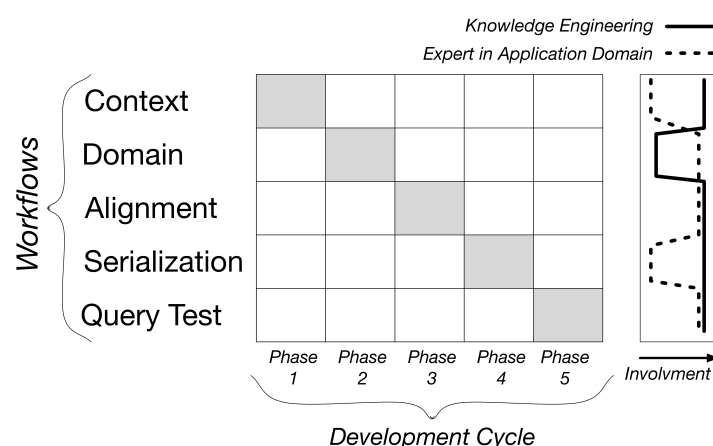 Knowledge Engineering
Expert in Application Domain
Workflows
Context
Domain
Alignment
Serialization
Query Test
Phase 1
Phase 2
Phase 3
Phase 4
Phase 5
Involvment
Development Cycle